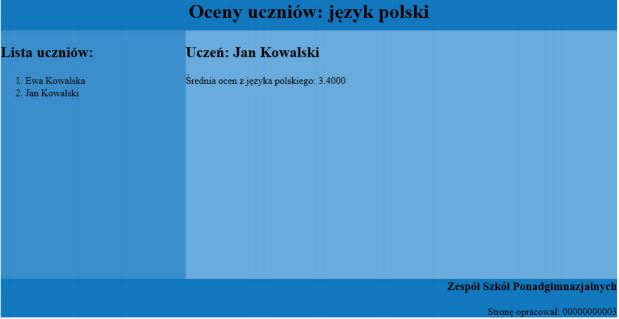 Oceny uczniów: język polski
Lista uczniów:
1. Ewa Kowalska
2. Jan Kowalski
Uczeń: Jan Kowalski
Średnia ocen z języka polskiego: 3.4000
Zespół Szkół Ponadgimnazjalnych
Stronę opracował: 00000000003